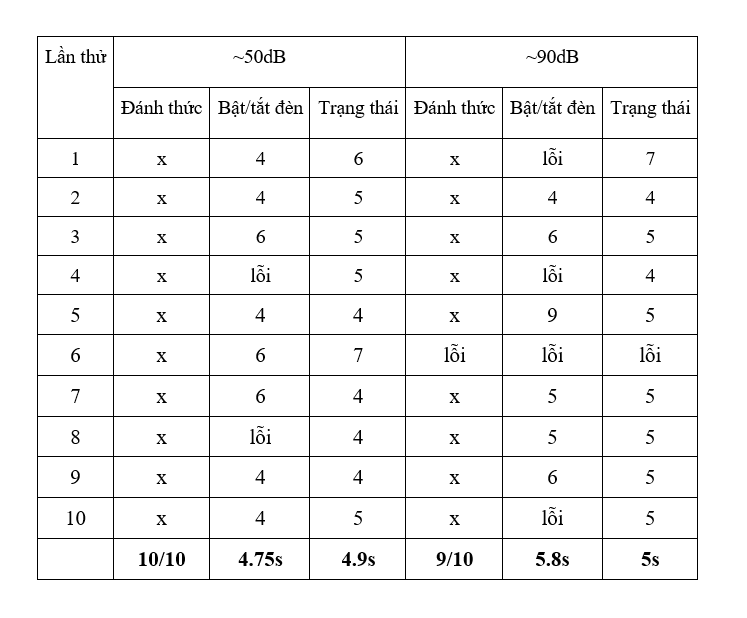 Lần thử ~50dB ~90dB
Đánh thức Bật/tắt đèn Trạng thái Đánh thức Bật/tắt đèn Trạng thái
1 x 4 6 x lỗi 7
2 x 4 5 x 4 4
3 x 6 5 x 6 5
4 x lỗi 5 x lỗi 4
5 x 4 4 x 9 5
6 x 6 7 lỗi lỗi lỗi
7 x 6 4 x 5 5
8 x lỗi 4 x 5 5
9 x 4 4 x 6 5
10 x 4 5 x lỗi 5
10/10 4.75s 4.9s 9/10 5.8s 5s